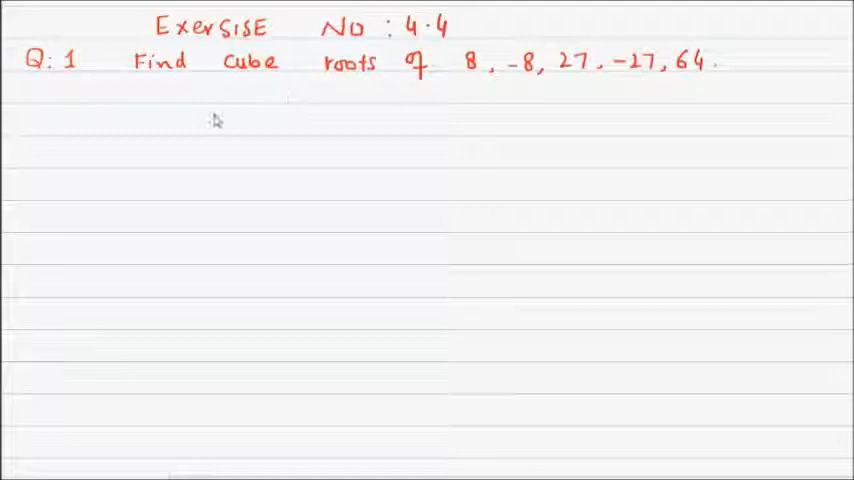 Exersise No : 4.4
Q: 1 Find cube roots of 8, -8, 27, -27, 64.